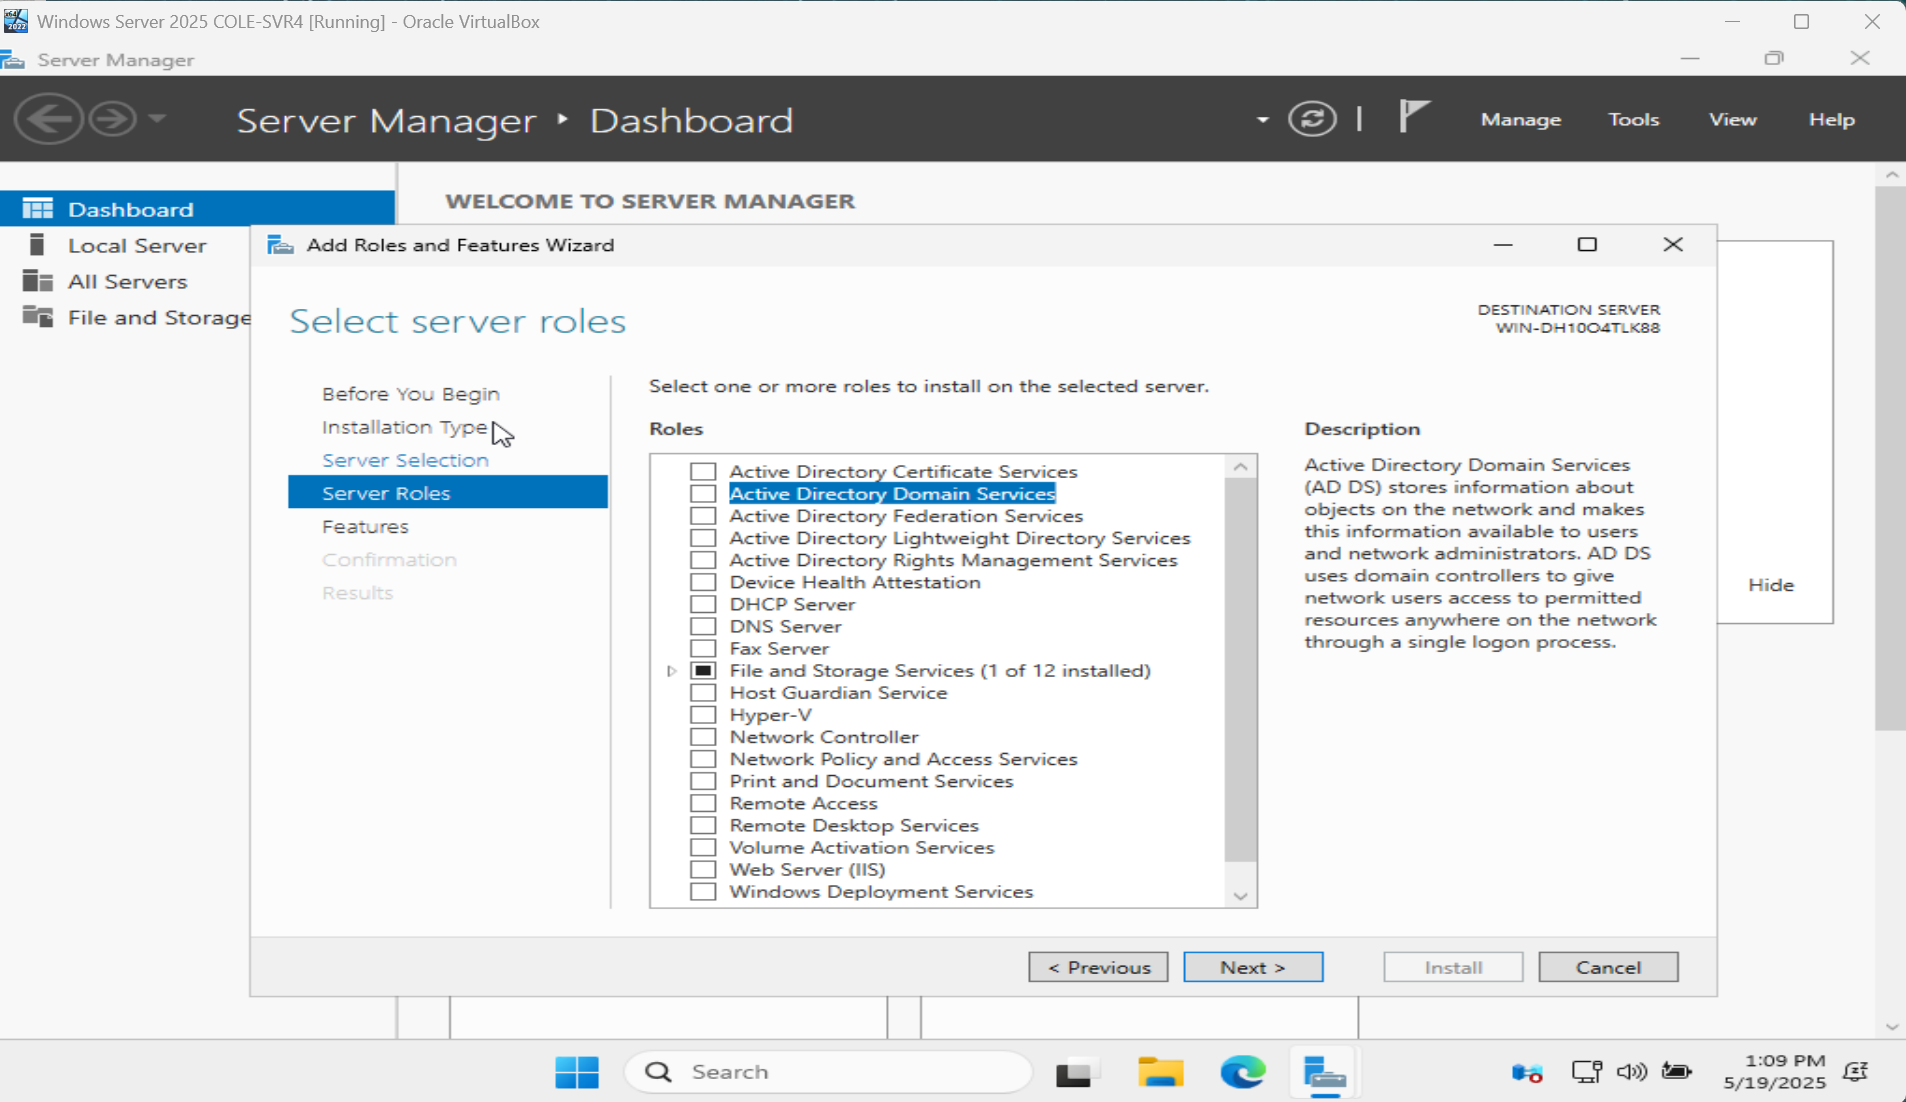 Windows Server 2025 COLE-SVR4 [Running] - Oracle VirtualBox
Server Manager
Server Manager ‣ Dashboard
Manage
Tools
View
Help
Dashboard
Local Server
All Servers
File and Storage
WELCOME TO SERVER MANAGER
Hide
Add Roles and Features Wizard
Select server roles
DESTINATION SERVER
WIN-DH10O4TLK88
Before You Begin
Installation Type
Server Selection
Server Roles
Features
Confirmation
Results
Select one or more roles to install on the selected server.
Roles
Active Directory Certificate Services
Active Directory Domain Services
Active Directory Federation Services
Active Directory Lightweight Directory Services
Active Directory Rights Management Services
Device Health Attestation
DHCP Server
DNS Server
Fax Server
File and Storage Services (1 of 12 installed)
Host Guardian Service
Hyper-V
Network Controller
Network Policy and Access Services
Print and Document Services
Remote Access
Remote Desktop Services
Volume Activation Services
Web Server (IIS)
Windows Deployment Services
Description
Active Directory Domain Services
(AD DS) stores information about
objects on the network and makes
this information available to users
and network administrators. AD DS
uses domain controllers to give
network users access to permitted
resources anywhere on the network
through a single logon process.
< Previous
Next >
Install
Cancel
Search
1:09 PM
5/19/2025